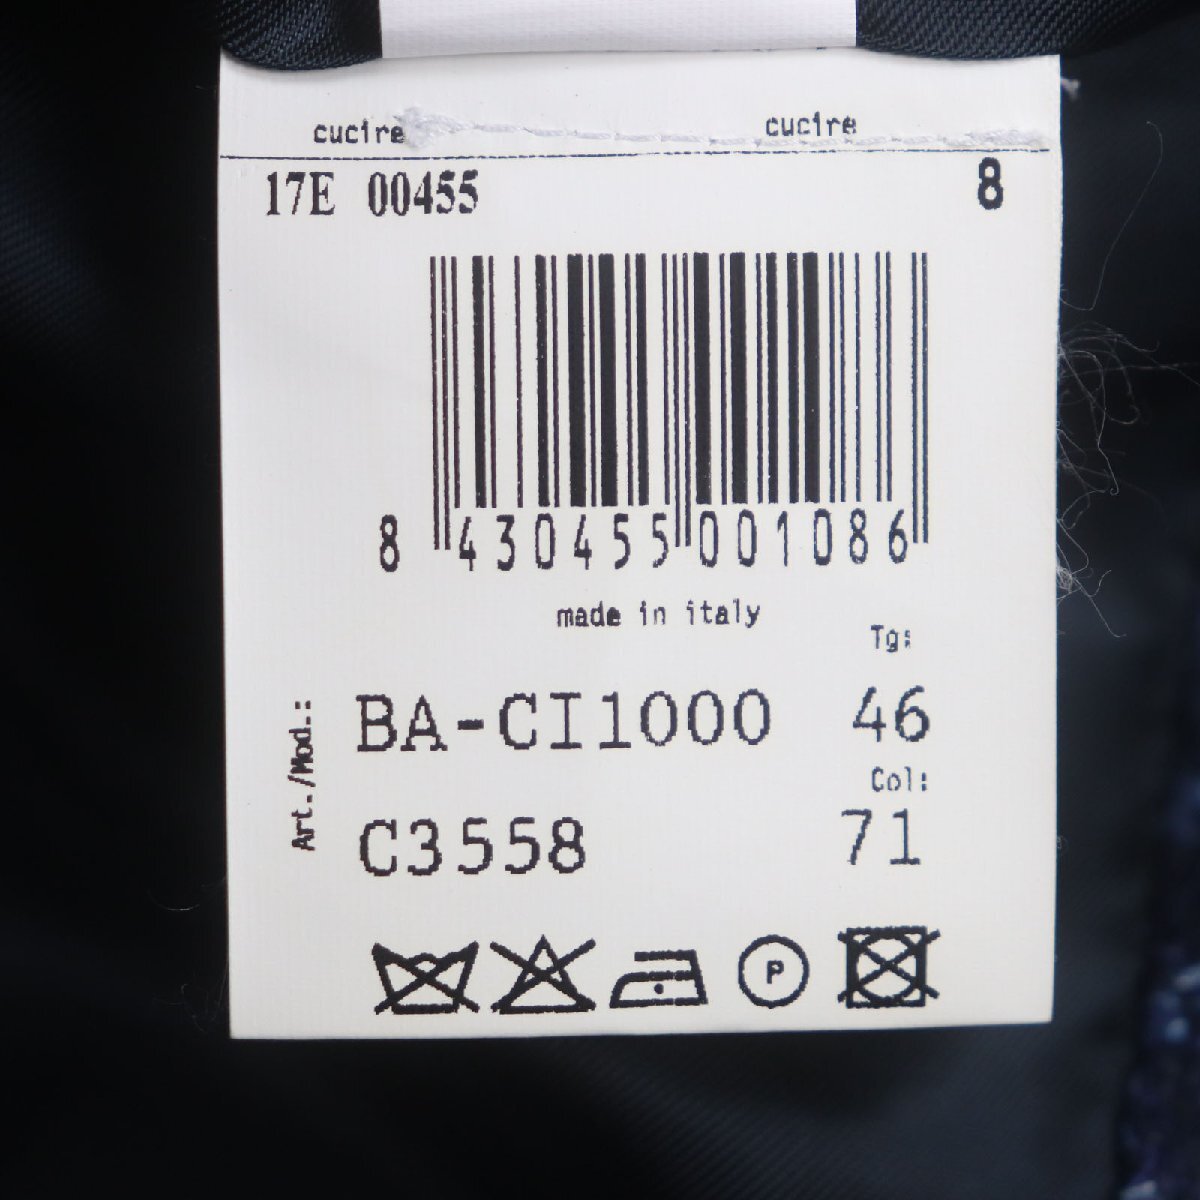 cucire cucire
17E 00455 8
8 430455 001086
made in italy
Tg:
Art./Mod.: BA-CI1000 46
Col:
C3558 71
P